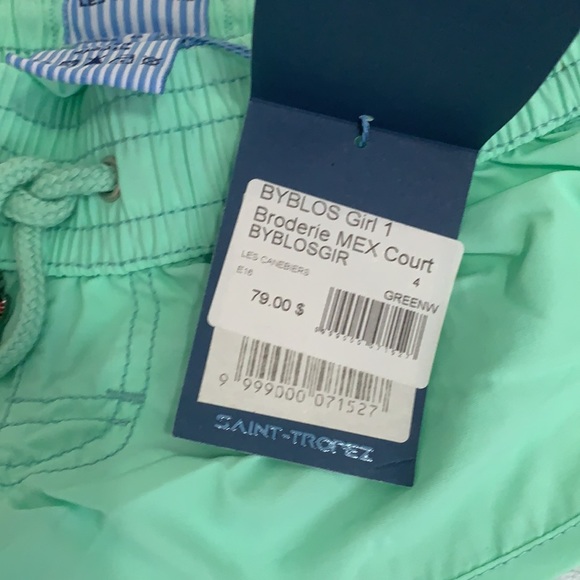 BYBLOS Girl 1
Broderie MEX Court
BYBLOSGIR
LES CANEBIERS
4
E16
GREENW
79.00 $
9 999000 071527
SAINT-TROPEZ